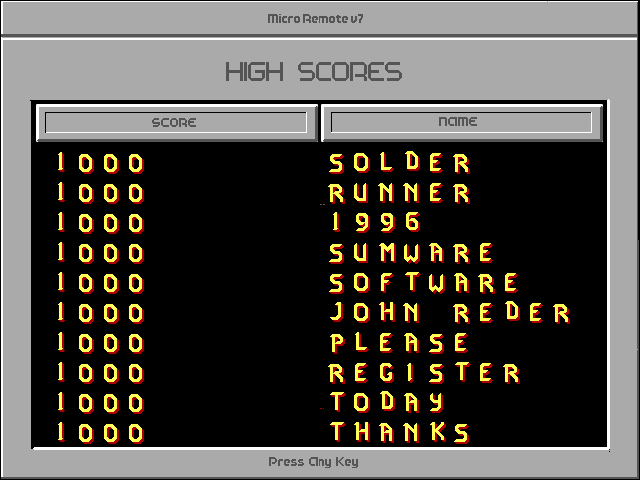 Micro Remote v7
HIGH SCORES
SCORE NAME
1000 SOLDER
1000 RUNNER
1000 1996
1000 SUMWARE
1000 SOFTWARE
1000 JOHN REDER
1000 PLEASE
1000 REGISTER
1000 TODAY
1000 THANKS
Press Any Key